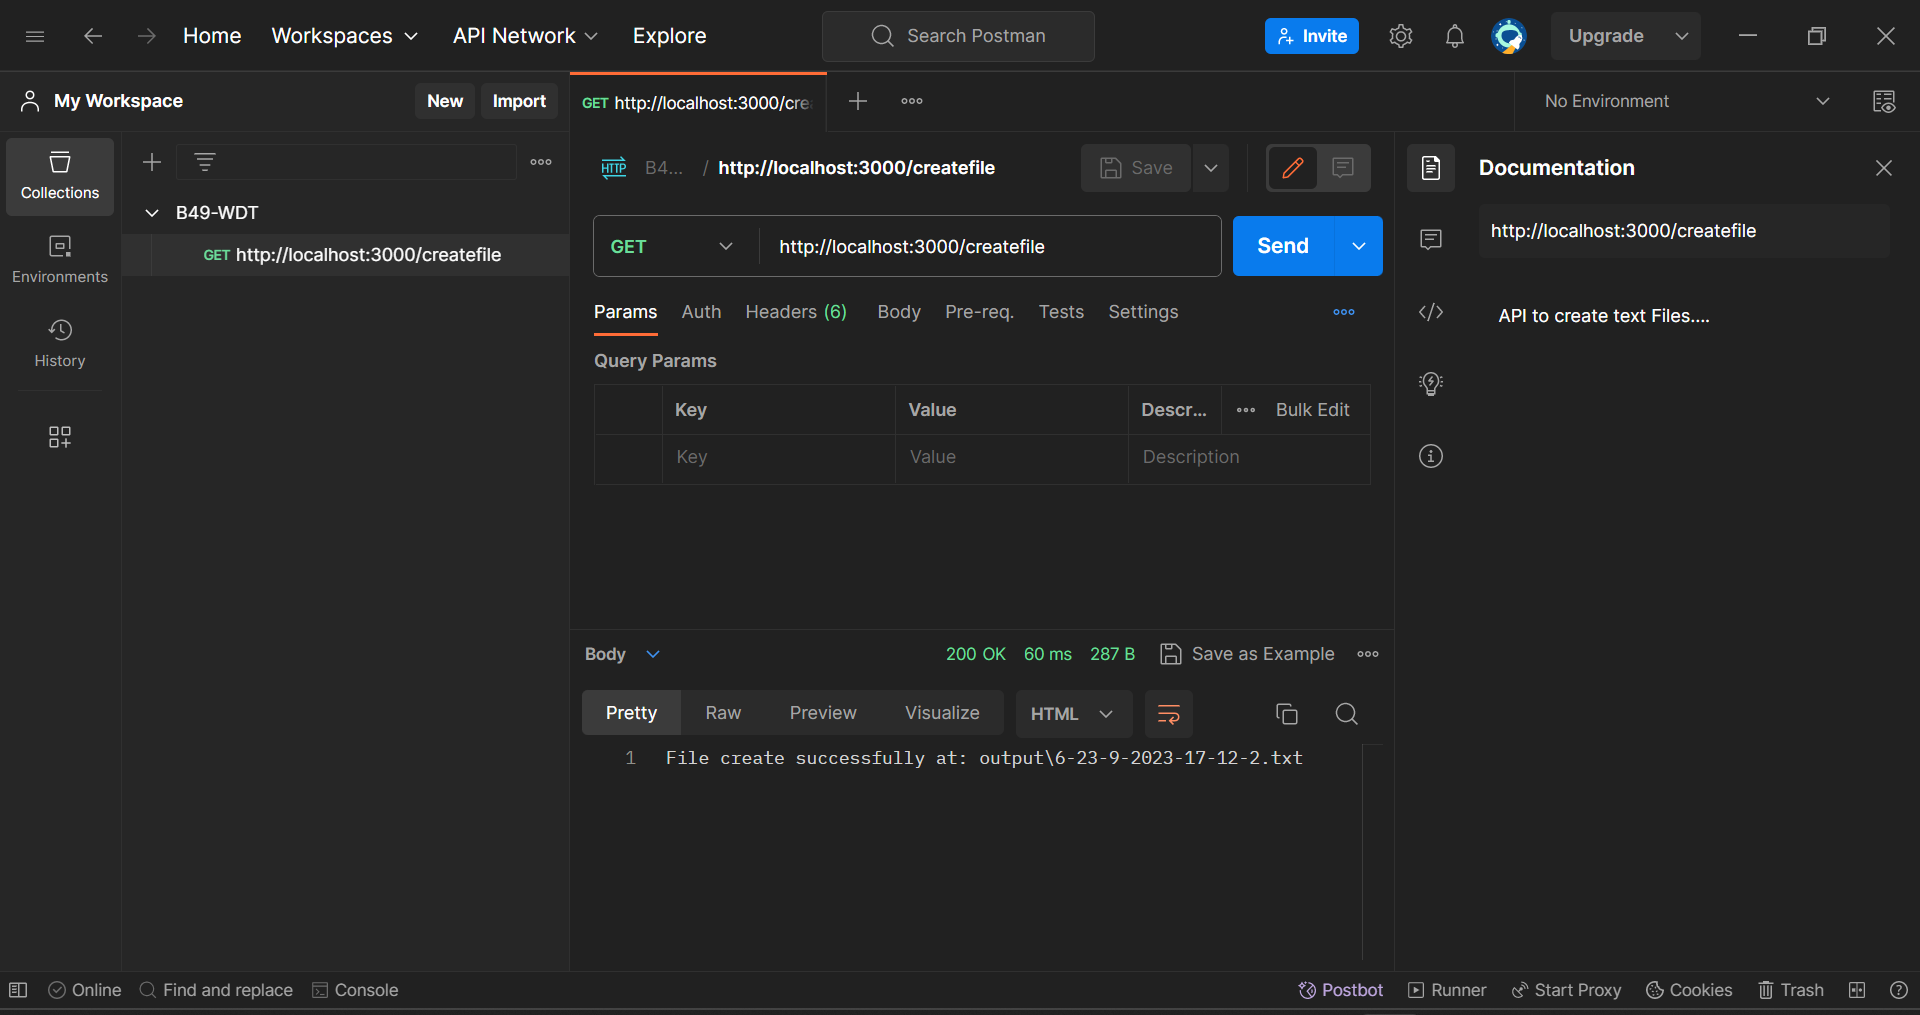 Home Workspaces API Network Explore Search Postman Invite Upgrade
My Workspace New Import GET http://localhost:3000/cre No Environment
Collections
Environments
History
B49-WDT
GET http://localhost:3000/createfile
HTTP B4... / http://localhost:3000/createfile Save
GET http://localhost:3000/createfile Send
Params Auth Headers (6) Body Pre-req. Tests Settings
Query Params
Key Value Descr... Bulk Edit
Key Value Description
Body 200 OK 60 ms 287 B Save as Example
Pretty Raw Preview Visualize HTML
1 File create successfully at: output\6-23-9-2023-17-12-2.txt
Documentation
http://localhost:3000/createfile
API to create text Files....
Online Find and replace Console Postbot Runner Start Proxy Cookies Trash